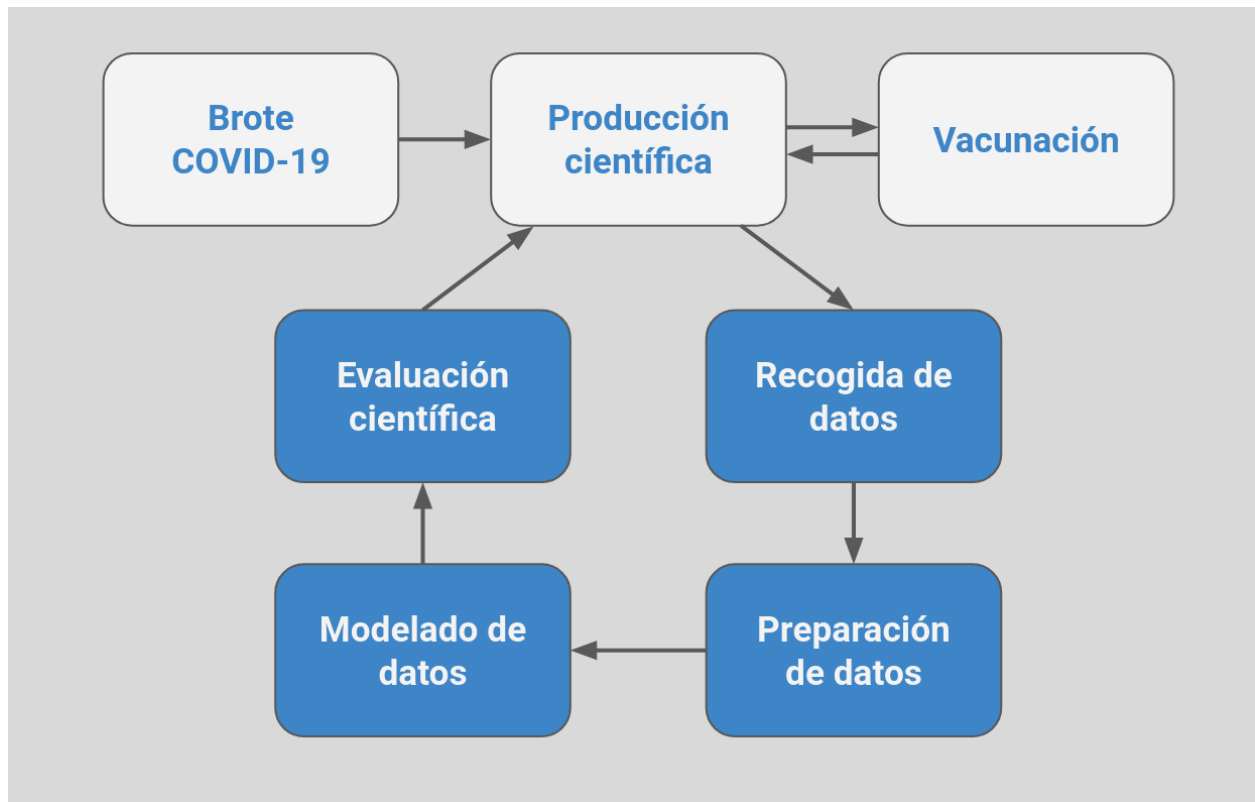 Brote
COVID-19
Producción
científica
Vacunación
Evaluación
científica
Recogida de
datos
Modelado de
datos
Preparación
de datos